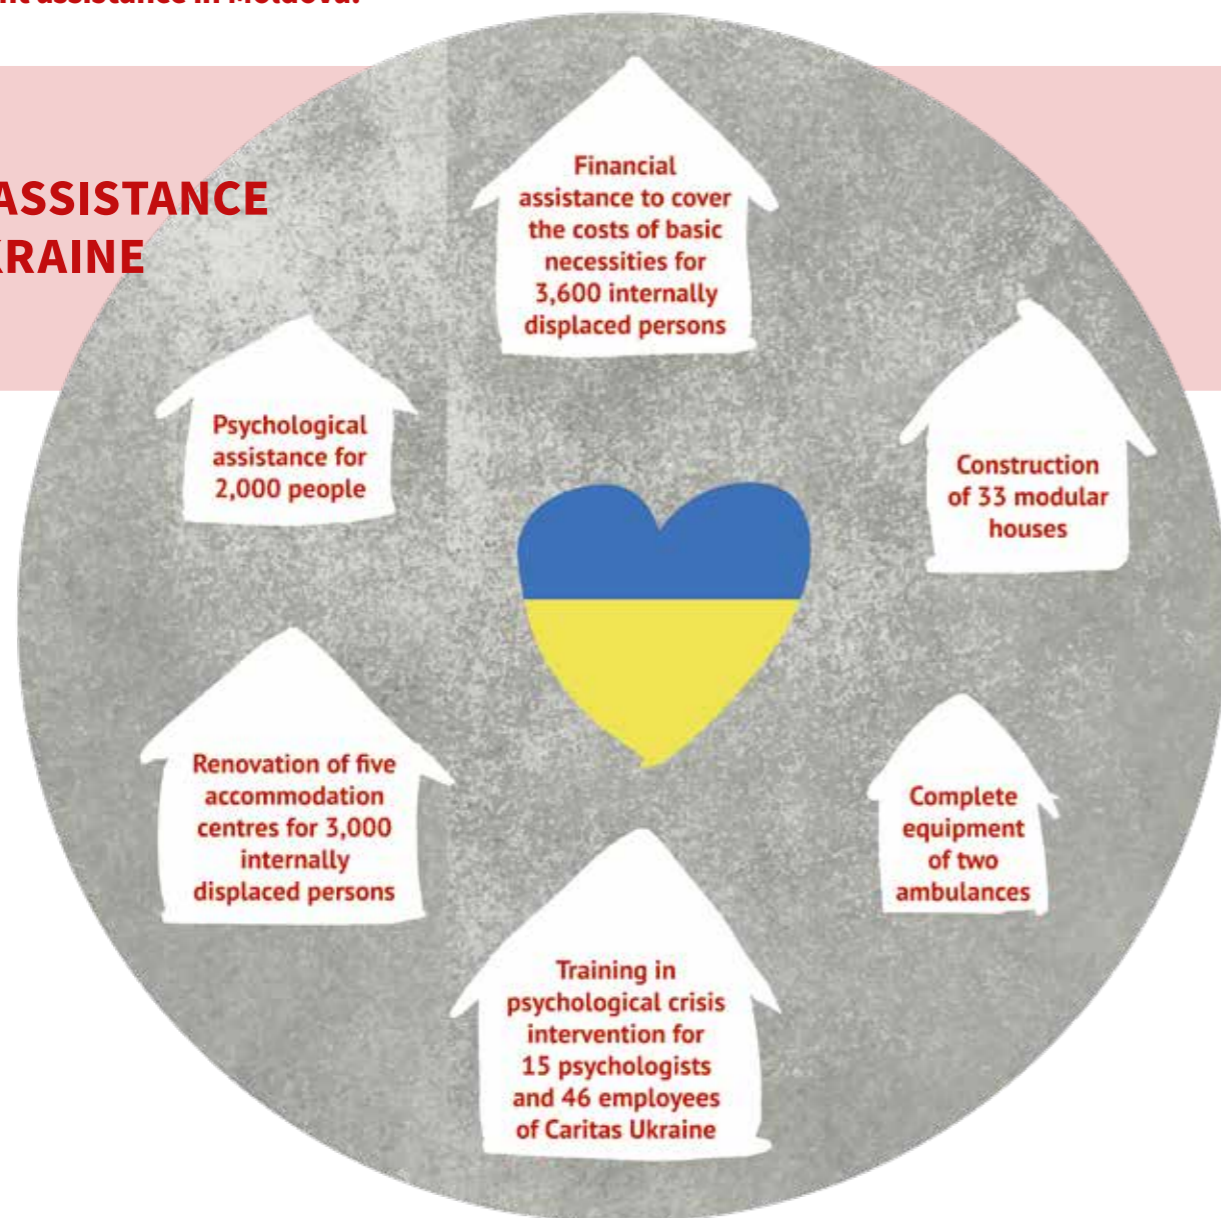 assistance in Moldova.
ASSISTANCE
Financial
assistance to cover
the costs of basic
necessities for
3,600 internally
displaced persons
Psychological
assistance for
2,000 people
Construction
of 33 modular
houses
Renovation of five
accommodation
centres for 3,000
internally
displaced persons
Complete
equipment
of two
ambulances
Training in
psychological crisis
intervention for
15 psychologists
and 46 employees
of Caritas Ukraine